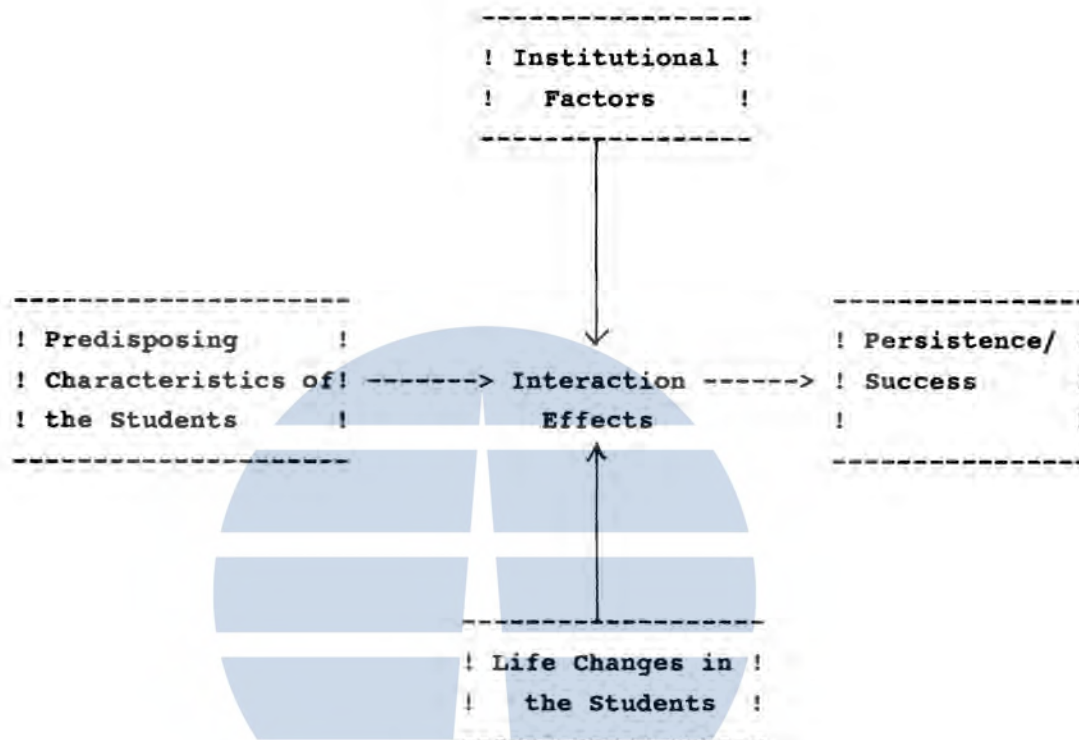 Institutional
Factors
Predisposing
Characteristics of
the Students
Interaction
Effects
Persistence/
Success
Life Changes in
the Students